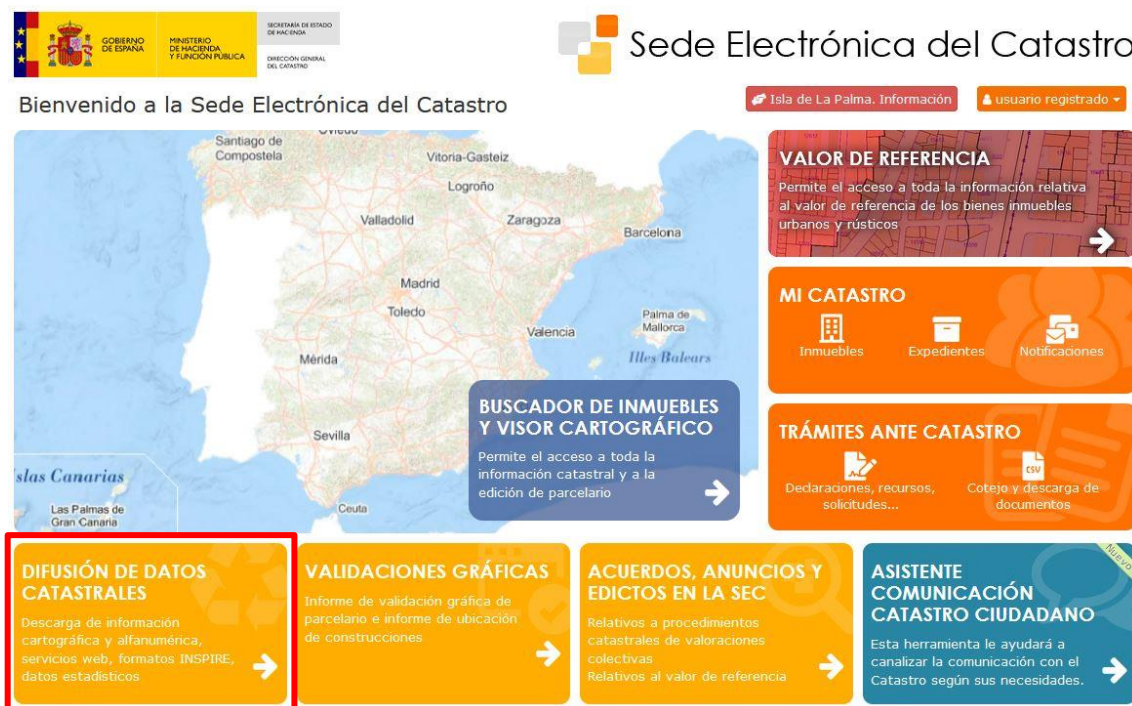 GOBIERNO
DE ESPAÑA
MINISTERIO
DE HACIENDA
Y FUNCIÓN PÚBLICA
SECRETARÍA DE ESTADO
DE HACIENDA
DIRECCIÓN GENERAL
DEL CATASTRO
Sede Electrónica del Catastro
Bienvenido a la Sede Electrónica del Catastro
Isla de La Palma. Información
usuario registrado
Santiago de
Compostela
Oviedo
Vitoria-Gasteiz
Logroño
Valladolid
Zaragoza
Barcelona
Madrid
Toledo
Palma de
Mallorca
Valencia
Illes Balears
Mérida
Sevilla
slas Canarias
Las Palmas de
Gran Canaria
Ceuta
BUSCADOR DE INMUEBLES
Y VISOR CARTOGRÁFICO
Permite el acceso a toda la
información catastral y a la
edición de parcelario
VALOR DE REFERENCIA
Permite el acceso a toda la información relativa
al valor de referencia de los bienes inmuebles
urbanos y rústicos
MI CATASTRO
Inmuebles
Expedientes
Notificaciones
TRÁMITES ANTE CATASTRO
CSV
Declaraciones, recursos,
solicitudes...
Cotejo y descarga de
documentos
DIFUSIÓN DE DATOS
CATASTRALES
Descarga de información
cartográfica y alfanumérica,
servicios web, formatos INSPIRE,
datos estadísticos
VALIDACIONES GRÁFICAS
Informe de validación gráfica de
parcelario e informe de ubicación
de construcciones
ACUERDOS, ANUNCIOS Y
EDICTOS EN LA SEC
Relativos a procedimientos
catastrales de valoraciones
colectivas
Relativos al valor de referencia
Nuevo
ASISTENTE
COMUNICACIÓN
CATASTRO CIUDADANO
Esta herramienta le ayudará a
canalizar la comunicación con el
Catastro según sus necesidades.